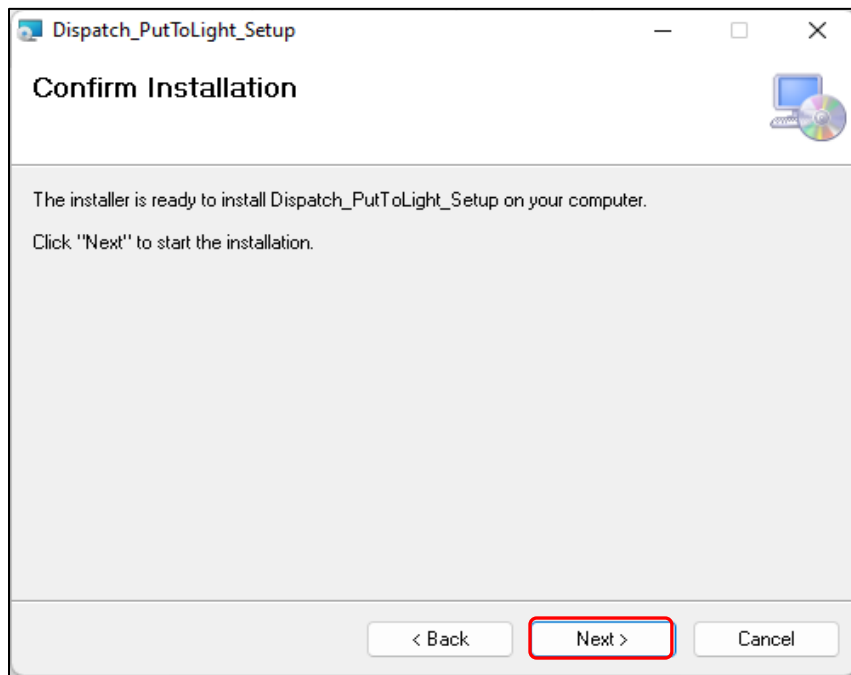 Dispatch_PutToLight_Setup
Confirm Installation
The installer is ready to install Dispatch_PutToLight_Setup on your computer.
Click "Next" to start the installation.
< Back
Next >
Cancel